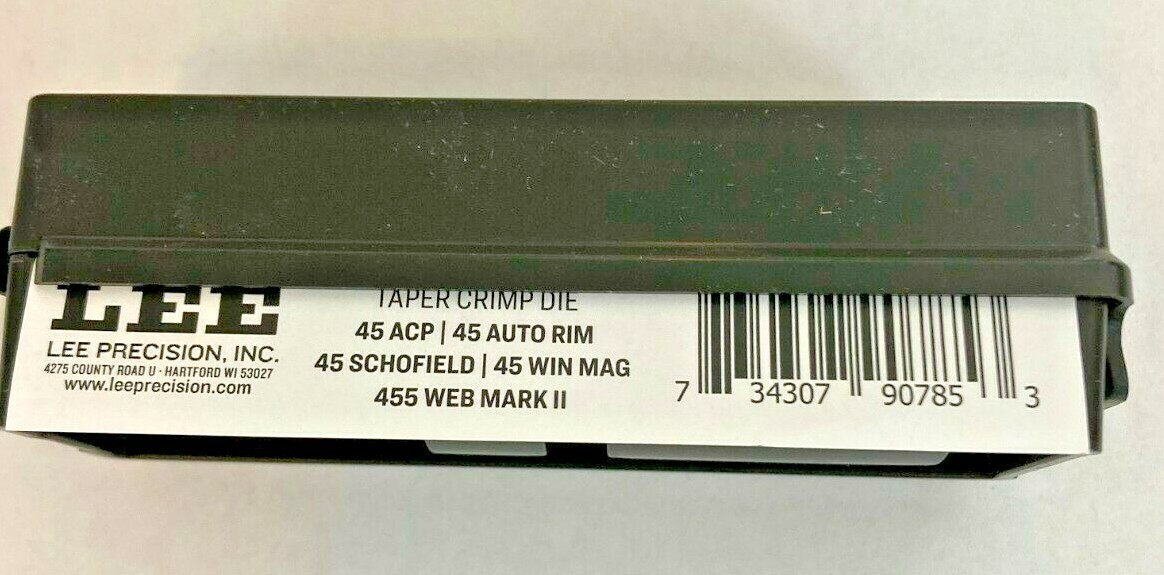 LEE
LEE PRECISION, INC.
4275 COUNTY ROAD U · HARTFORD WI 53027
www.leeprecision.com
TAPER CRIMP DIE
45 ACP | 45 AUTO RIM
45 SCHOFIELD | 45 WIN MAG
455 WEB MARK II
7 34307 90785 3